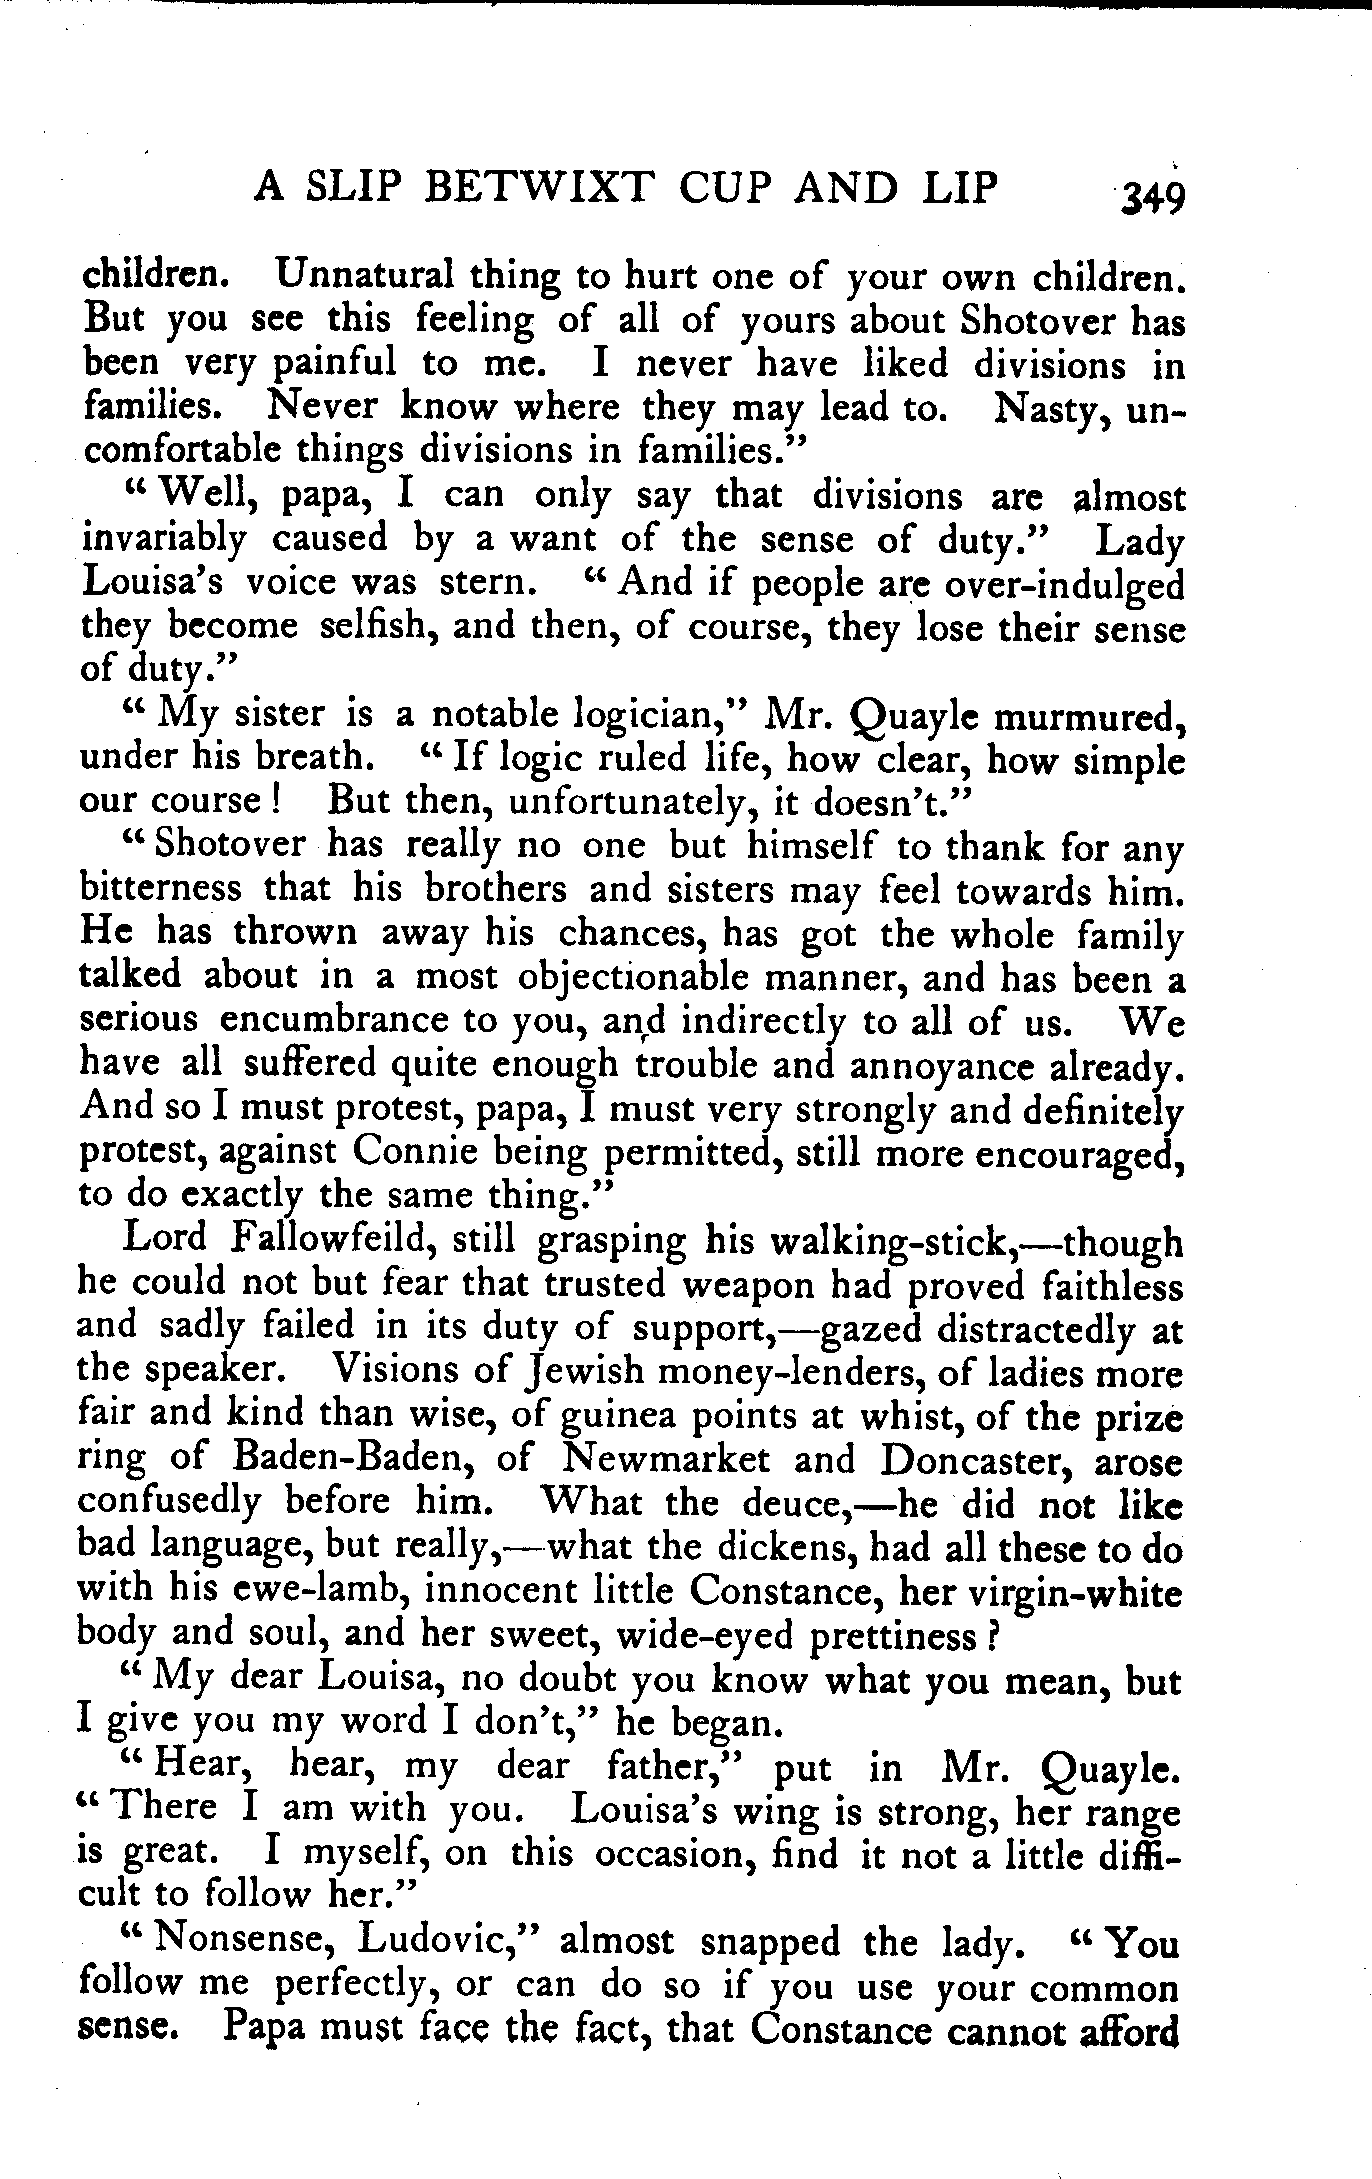 A SLIP BETWIXT CUP AND LIP 349
children. Unnatural thing to hurt one of your own children.
But you see this feeling of all of yours about Shotover has
been very painful to me. I never have liked divisions in
families. Never know where they may lead to. Nasty, un-
comfortable things divisions in families."
"Well, papa, I can only say that divisions are almost
invariably caused by a want of the sense of duty." Lady
Louisa's voice was stern. "And if people are over-indulged
they become selfish, and then, of course, they lose their sense
of duty."
"My sister is a notable logician," Mr. Quayle murmured,
under his breath. "If logic ruled life, how clear, how simple
our course! But then, unfortunately, it doesn't."
"Shotover has really no one but himself to thank for any
bitterness that his brothers and sisters may feel towards him.
He has thrown away his chances, has got the whole family
talked about in a most objectionable manner, and has been a
serious encumbrance to you, and indirectly to all of us. We
have all suffered quite enough trouble and annoyance already.
And so I must protest, papa, I must very strongly and definitely
protest, against Connie being permitted, still more encouraged,
to do exactly the same thing."
Lord Fallowfeild, still grasping his walking-stick,—though
he could not but fear that trusted weapon had proved faithless
and sadly failed in its duty of support,—gazed distractedly at
the speaker. Visions of Jewish money-lenders, of ladies more
fair and kind than wise, of guinea points at whist, of the prize
ring of Baden-Baden, of Newmarket and Doncaster, arose
confusedly before him. What the deuce,—he did not like
bad language, but really,—what the dickens, had all these to do
with his ewe-lamb, innocent little Constance, her virgin-white
body and soul, and her sweet, wide-eyed prettiness?
"My dear Louisa, no doubt you know what you mean, but
I give you my word I don't," he began.
"Hear, hear, my dear father," put in Mr. Quayle.
"There I am with you. Louisa's wing is strong, her range
is great. I myself, on this occasion, find it not a little diffi-
cult to follow her."
"Nonsense, Ludovic," almost snapped the lady. "You
follow me perfectly, or can do so if you use your common
sense. Papa must face the fact, that Constance cannot afford